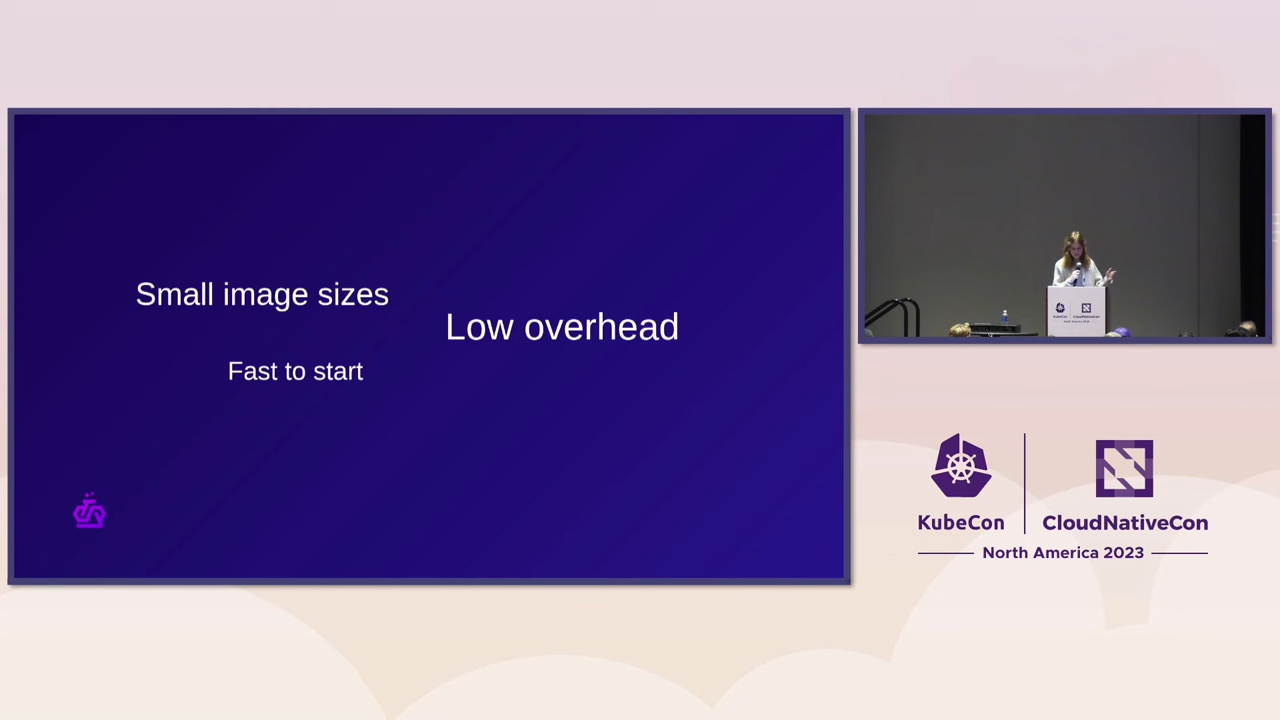 Small image sizes
Low overhead
Fast to start
KubeCon
CloudNativeCon
North America 2023